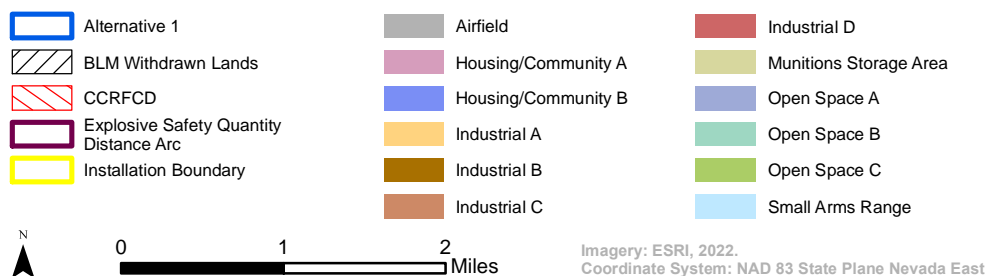 Alternative 1
BLM Withdrawn Lands
CCRFCD
Explosive Safety Quantity
Distance Arc
Installation Boundary
Airfield
Housing/Community A
Housing/Community B
Industrial A
Industrial B
Industrial C
Industrial D
Munitions Storage Area
Open Space A
Open Space B
Open Space C
Small Arms Range
N
0 1 2
Miles
Imagery: ESRI, 2022.
Coordinate System: NAD 83 State Plane Nevada East